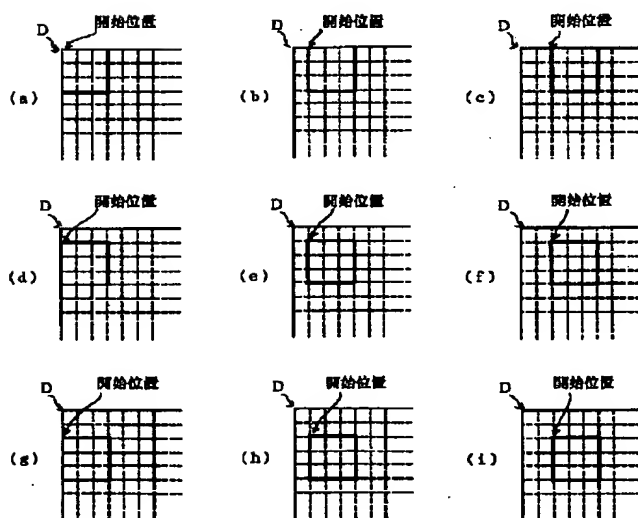 D 開始位置 D 開始位置 D 開始位置
(a) (b) (c)
D 開始位置 D 開始位置 D 開始位置
(d) (e) (f)
D 開始位置 D 開始位置 D 開始位置
(g) (h) (i)